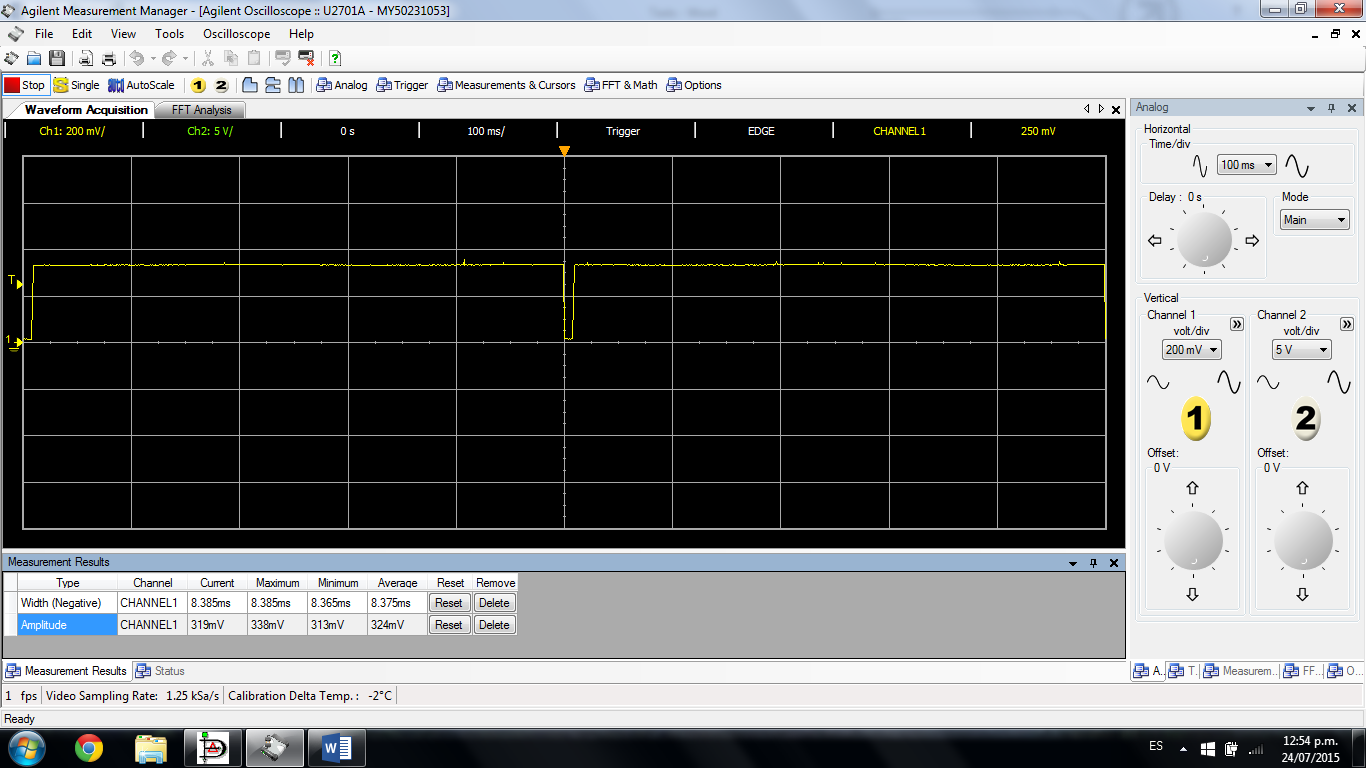 Agilent Measurement Manager - [Agilent Oscilloscope :: U2701A - MY50231053]
File Edit View Tools Oscilloscope Help
Stop Single AutoScale 1 2 Analog Trigger Measurements & Cursors FFT & Math Options
Waveform Acquisition FFT Analysis
Ch1: 200 mV/ Ch2: 5 V/ 0 s 100 ms/ Trigger EDGE CHANNEL1 250 mV
T
1
Analog
Horizontal
Time/div
100 ms
Delay : 0 s
Mode
Main
Vertical
Channel 1 Channel 2
volt/div volt/div
200 mV 5 V
1 2
Offset: Offset:
0 V 0 V
Measurement Results
Type Channel Current Maximum Minimum Average Reset Remove
Width (Negative) CHANNEL1 8.385ms 8.385ms 8.365ms 8.375ms Reset Delete
Amplitude CHANNEL1 319mV 338mV 313mV 324mV Reset Delete
Measurement Results Status
A.. T. Measurem.. FF... O...
1 fps Video Sampling Rate: 1.25 kSa/s Calibration Delta Temp. : -2°C
Ready
ES
12:54 p.m.
24/07/2015